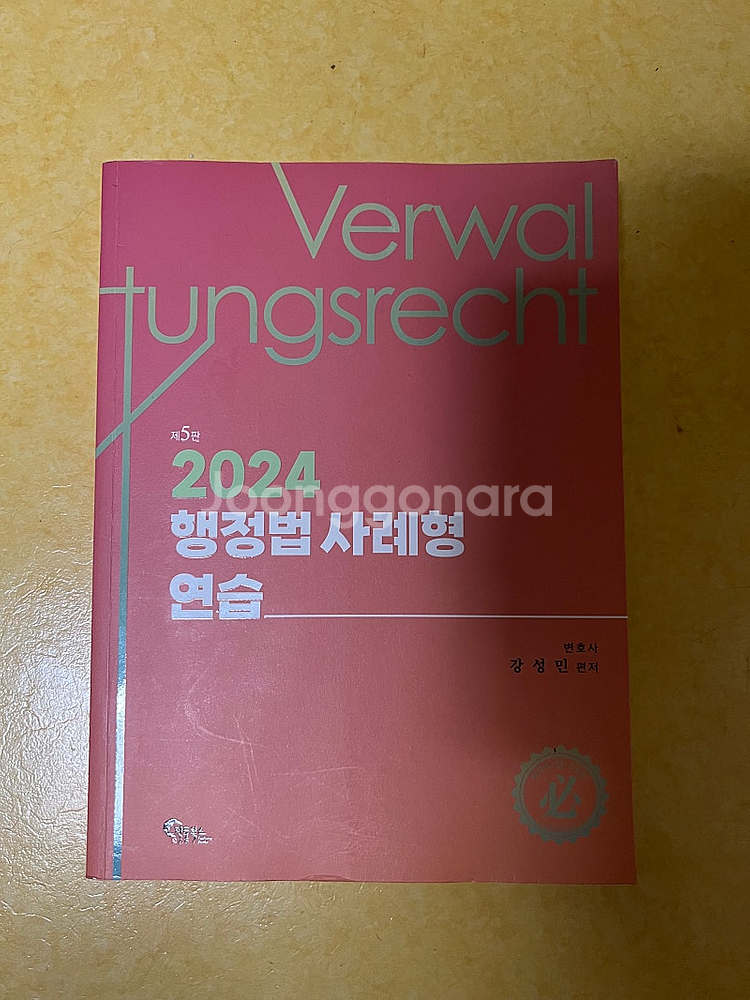 Verwal
tungsrecht
제5판
2024
Joonggonara
행정법 사례형
연습
변호사
강성민 편저
必